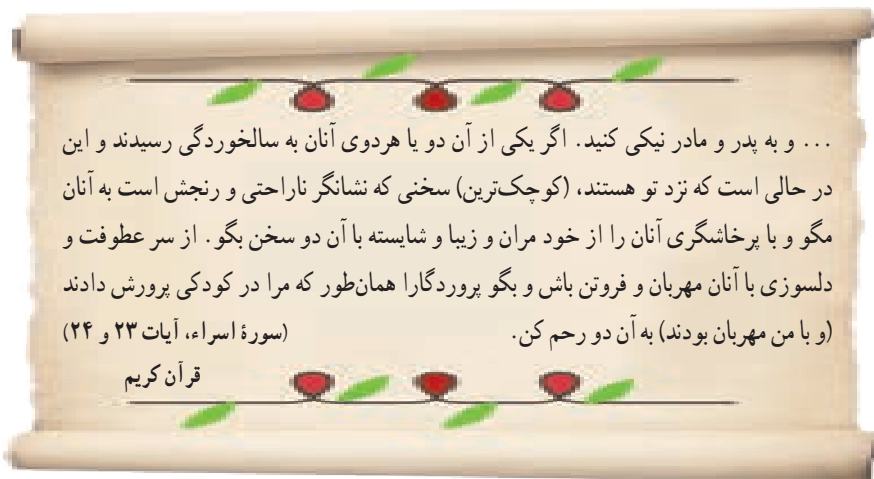 ... و به پدر و مادر نیکی کنید. اگر یکی از آن دو یا هردوی آنان به سالخوردگی رسیدند و این
در حالی است که نزد تو هستند، (کوچک‌ترین) سخنی که نشانگر ناراحتی و رنجش است به آنان
مگو و با پرخاشگری آنان را از خود مران و زیبا و شایسته با آن دو سخن بگو. از سر عطوفت و
دلسوزی با آنان مهربان و فروتن باش و بگو پروردگارا همان‌طور که مرا در کودکی پرورش دادند
(و با من مهربان بودند) به آن دو رحم کن. (سورهٔ اسراء، آیات ۲۳ و ۲۴)
قرآن کریم